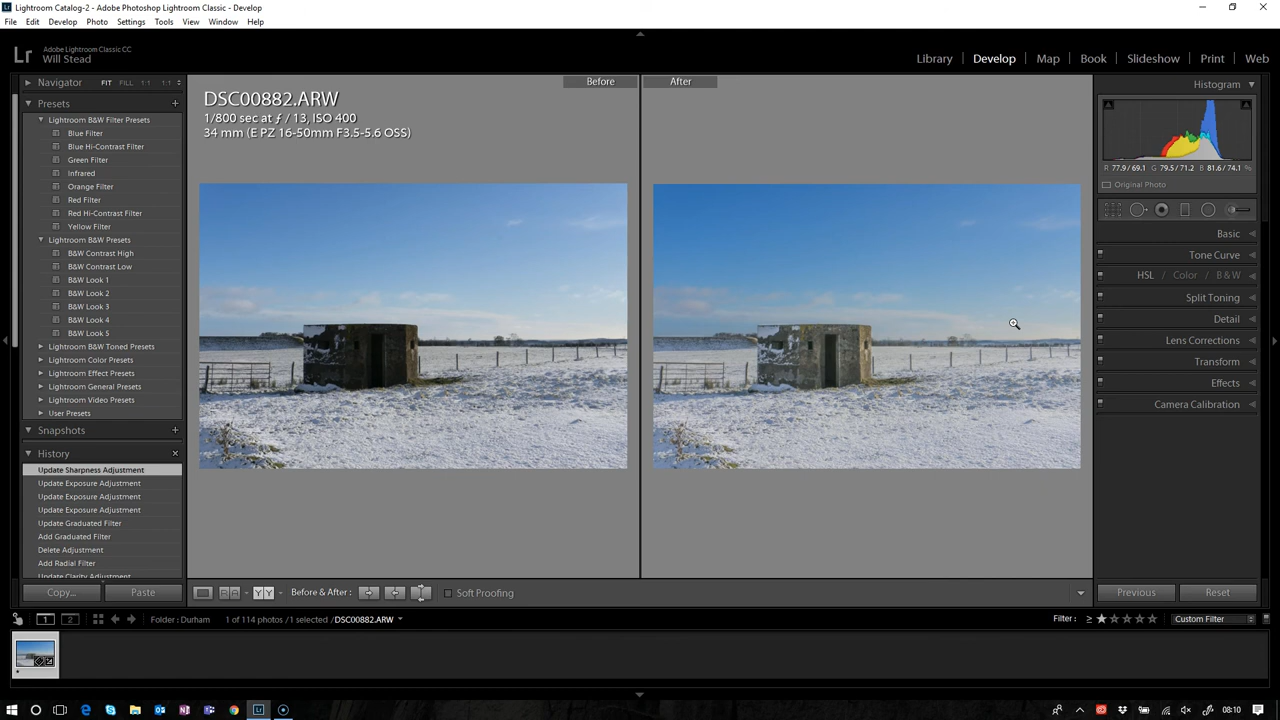 Lightroom Catalog-2 - Adobe Photoshop Lightroom Classic - Develop
File Edit Develop Photo Settings Tools View Window Help
Lr Adobe Lightroom Classic CC
Will Stead
Library Develop Map Book Slideshow Print Web
Navigator FIT FILL 1:1 1:1
Presets +
Lightroom B&W Filter Presets
Blue Filter
Blue Hi-Contrast Filter
Green Filter
Infrared
Orange Filter
Red Filter
Red Hi-Contrast Filter
Yellow Filter
Lightroom B&W Presets
B&W Contrast High
B&W Contrast Low
B&W Look 1
B&W Look 2
B&W Look 3
B&W Look 4
B&W Look 5
Lightroom B&W Toned Presets
Lightroom Color Presets
Lightroom Effect Presets
Lightroom General Presets
Lightroom Video Presets
User Presets
Snapshots +
History
Update Sharpness Adjustment
Update Exposure Adjustment
Update Exposure Adjustment
Update Exposure Adjustment
Update Graduated Filter
Add Graduated Filter
Delete Adjustment
Add Radial Filter
Update Clarity Adjustment
Copy... Paste
Before After
DSC00882.ARW
1/800 sec at ƒ / 13, ISO 400
34 mm (E PZ 16-50mm F3.5-5.6 OSS)
Histogram
R 77.9 / 69.1 G 79.5 / 71.2 B 81.6 / 74.1 %
Original Photo
Basic
Tone Curve
HSL / Color / B & W
Split Toning
Detail
Lens Corrections
Transform
Effects
Camera Calibration
RA YY Before & After : Soft Proofing
Previous Reset
1 2 Folder : Durham 1 of 114 photos / 1 selected / DSC00882.ARW
Filter : ≥ ★ Custom Filter
08:10